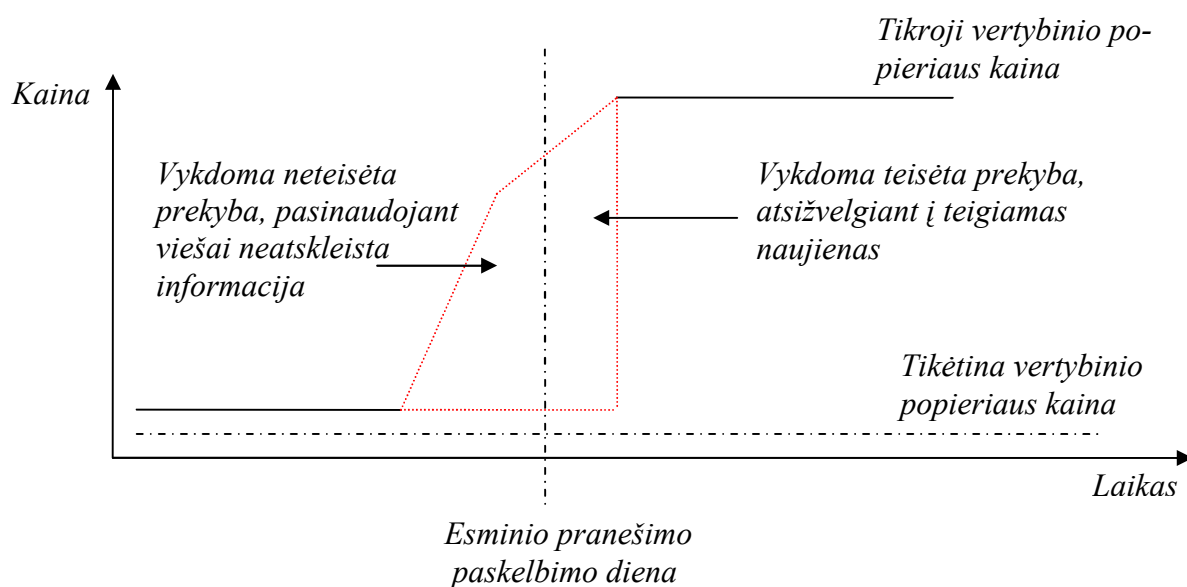 Tikroji vertybinio po-
pieriaus kaina
Kaina
Vykdoma neteisėta
prekyba, pasinaudojant
viešai neatskleista
informacija
Vykdoma teisėta prekyba,
atsižvelgiant į teigiamas
naujienas
Tikėtina vertybinio
popieriaus kaina
Laikas
Esminio pranešimo
paskelbimo diena